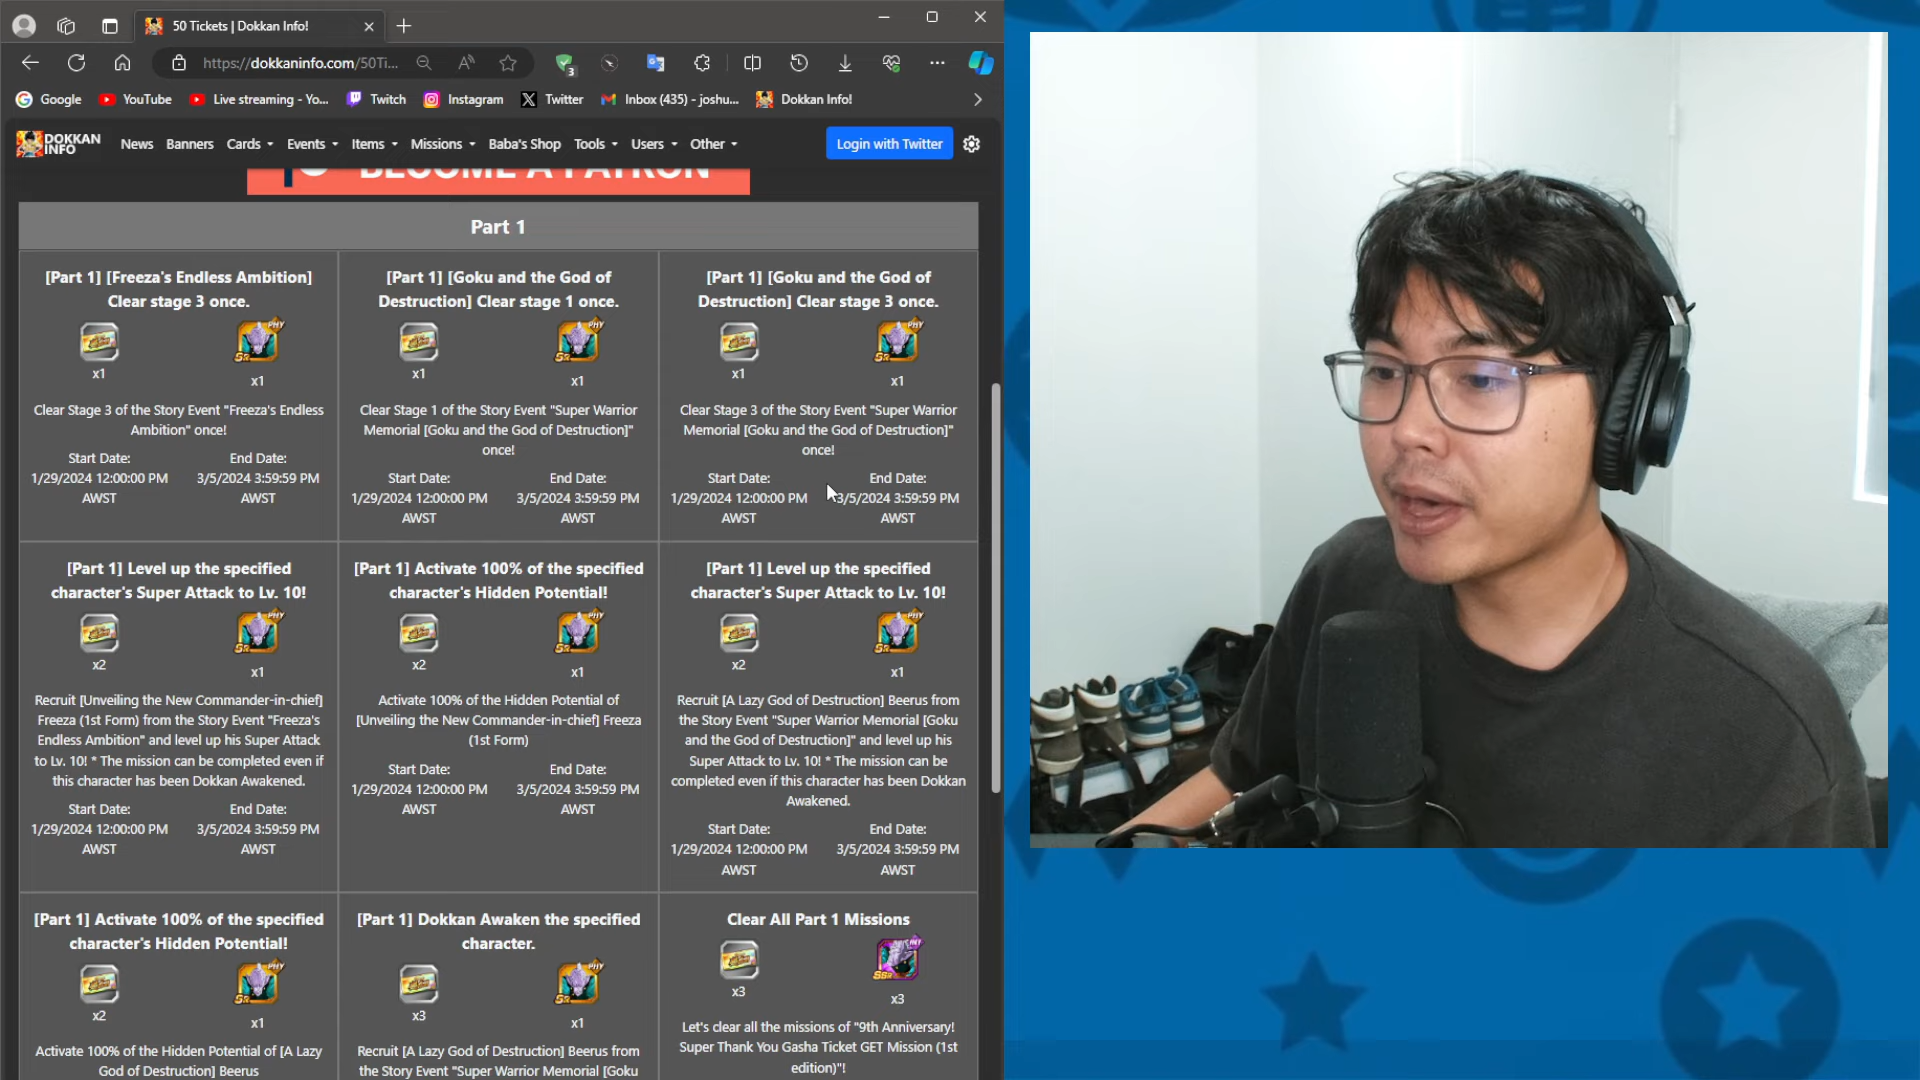 50 Tickets | Dokkan Info!
https://dokkaninfo.com/50Ti...
3
Google
YouTube
Live streaming - Yo...
Twitch
Instagram
Twitter
Inbox (435) - joshu...
Dokkan Info!
DOKKAN
INFO
News
Banners
Cards
Events
Items
Missions
Baba's Shop
Tools
Users
Other
Login with Twitter
BECOME A PATRON
Part 1
[Part 1] [Freeza's Endless Ambition]
Clear stage 3 once.
PHY
SR
x1
x1
Clear Stage 3 of the Story Event "Freeza's Endless
Ambition" once!
Start Date:
1/29/2024 12:00:00 PM
AWST
End Date:
3/5/2024 3:59:59 PM
AWST
[Part 1] [Goku and the God of
Destruction] Clear stage 1 once.
PHY
SR
x1
x1
Clear Stage 1 of the Story Event "Super Warrior
Memorial [Goku and the God of Destruction]"
once!
Start Date:
1/29/2024 12:00:00 PM
AWST
End Date:
3/5/2024 3:59:59 PM
AWST
[Part 1] [Goku and the God of
Destruction] Clear stage 3 once.
PHY
SR
x1
x1
Clear Stage 3 of the Story Event "Super Warrior
Memorial [Goku and the God of Destruction]"
once!
Start Date:
1/29/2024 12:00:00 PM
AWST
End Date:
3/5/2024 3:59:59 PM
AWST
[Part 1] Level up the specified
character's Super Attack to Lv. 10!
PHY
SR
x2
x1
Recruit [Unveiling the New Commander-in-chief]
Freeza (1st Form) from the Story Event "Freeza's
Endless Ambition" and level up his Super Attack
to Lv. 10! * The mission can be completed even if
this character has been Dokkan Awakened.
Start Date:
1/29/2024 12:00:00 PM
AWST
End Date:
3/5/2024 3:59:59 PM
AWST
[Part 1] Activate 100% of the specified
character's Hidden Potential!
PHY
SR
x2
x1
Activate 100% of the Hidden Potential of
[Unveiling the New Commander-in-chief] Freeza
(1st Form)
Start Date:
1/29/2024 12:00:00 PM
AWST
End Date:
3/5/2024 3:59:59 PM
AWST
[Part 1] Level up the specified
character's Super Attack to Lv. 10!
PHY
SR
x2
x1
Recruit [A Lazy God of Destruction] Beerus from
the Story Event "Super Warrior Memorial [Goku
and the God of Destruction]" and level up his
Super Attack to Lv. 10! * The mission can be
completed even if this character has been Dokkan
Awakened.
Start Date:
1/29/2024 12:00:00 PM
AWST
End Date:
3/5/2024 3:59:59 PM
AWST
[Part 1] Activate 100% of the specified
character's Hidden Potential!
PHY
SR
x2
x1
Activate 100% of the Hidden Potential of [A Lazy
God of Destruction] Beerus
[Part 1] Dokkan Awaken the specified
character.
PHY
SR
x3
x1
Recruit [A Lazy God of Destruction] Beerus from
the Story Event "Super Warrior Memorial [Goku
Clear All Part 1 Missions
SSR
x3
x3
Let's clear all the missions of "9th Anniversary!
Super Thank You Gasha Ticket GET Mission (1st
edition)"!